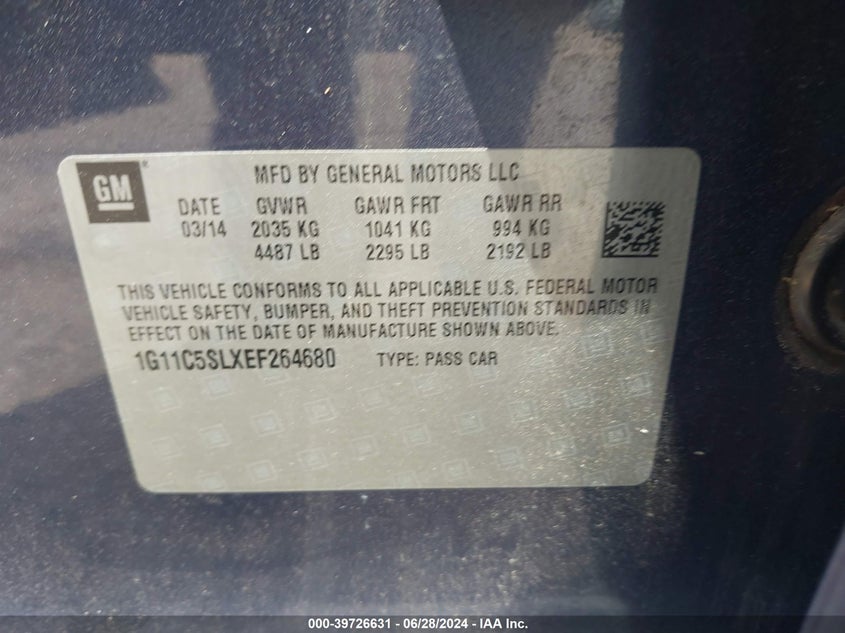 GM
MFD BY GENERAL MOTORS LLC
DATE GVWR GAWR FRT GAWR RR
03/14 2035 KG 1041 KG 994 KG
4487 LB 2295 LB 2192 LB
THIS VEHICLE CONFORMS TO ALL APPLICABLE U.S. FEDERAL MOTOR
VEHICLE SAFETY, BUMPER, AND THEFT PREVENTION STANDARDS IN
EFFECT ON THE DATE OF MANUFACTURE SHOWN ABOVE.
1G11C5SLXEF264680 TYPE: PASS CAR
000-39726631 - 06/28/2024 - IAA Inc.